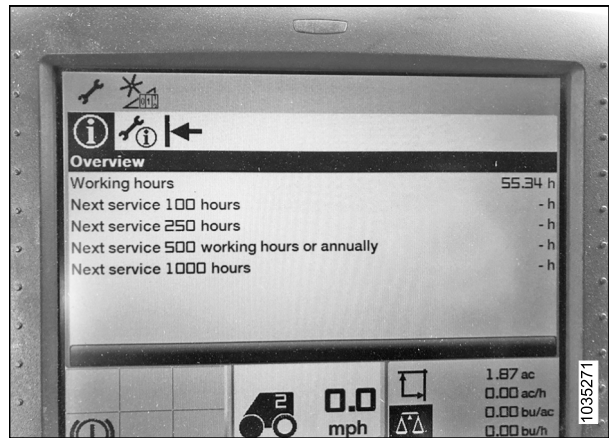 Overview
Working hours 55.34 h
Next service 100 hours - h
Next service 250 hours - h
Next service 500 working hours or annually - h
Next service 1000 hours - h
2
0.0
mph
1.87 ac
0.00 ac/h
0.00 bu/ac
0.00 bu/h
1035271